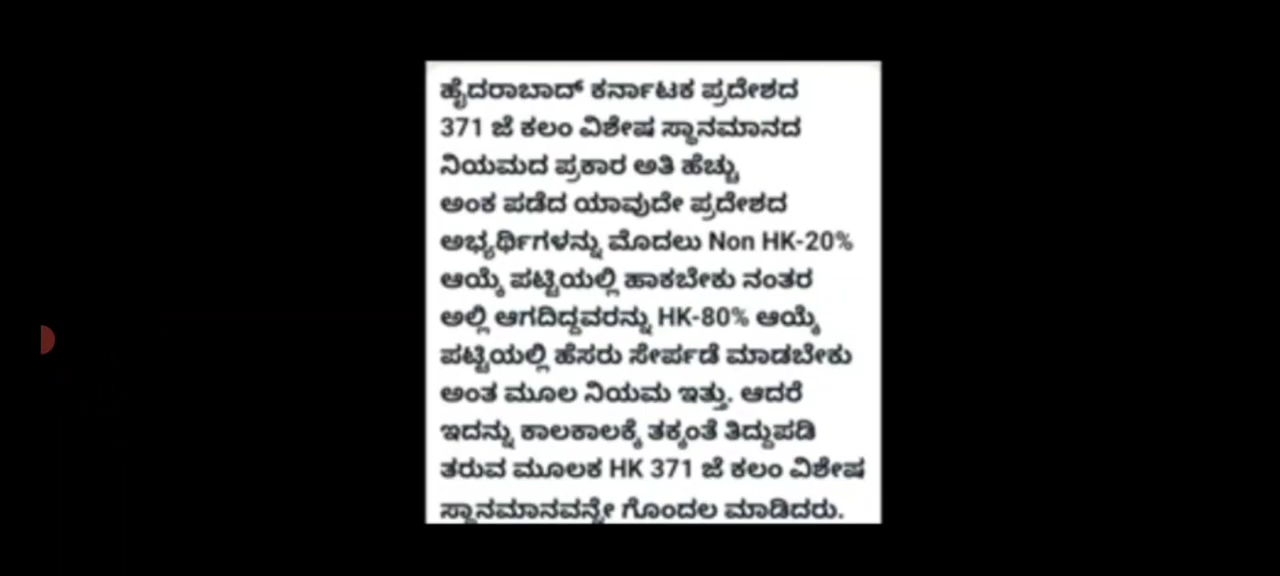 ಹೈದರಾಬಾದ್ ಕರ್ನಾಟಕ ಪ್ರದೇಶದ
371 ಜೆ ಕಲಂ ವಿಶೇಷ ಸ್ಥಾನಮಾನದ
ನಿಯಮದ ಪ್ರಕಾರ ಅತಿ ಹೆಚ್ಚು
ಅಂಕ ಪಡೆದ ಯಾವುದೇ ಪ್ರದೇಶದ
ಅಭ್ಯರ್ಥಿಗಳನ್ನು ಮೊದಲು Non HK-20%
ಆಯ್ಕೆ ಪಟ್ಟಿಯಲ್ಲಿ ಹಾಕಬೇಕು ನಂತರ
ಅಲ್ಲಿ ಆಗದಿದ್ದವರನ್ನು HK-80% ಆಯ್ಕೆ
ಪಟ್ಟಿಯಲ್ಲಿ ಹೆಸರು ಸೇರ್ಪಡೆ ಮಾಡಬೇಕು
ಅಂತ ಮೂಲ ನಿಯಮ ಇತ್ತು. ಆದರೆ
ಇದನ್ನು ಕಾಲಕಾಲಕ್ಕೆ ತಕ್ಕಂತೆ ತಿದ್ದುಪಡಿ
ತರುವ ಮೂಲಕ HK 371 ಜೆ ಕಲಂ ವಿಶೇಷ
ಸ್ಥಾನಮಾನವನ್ನೇ ಗೊಂದಲ ಮಾಡಿದರು.